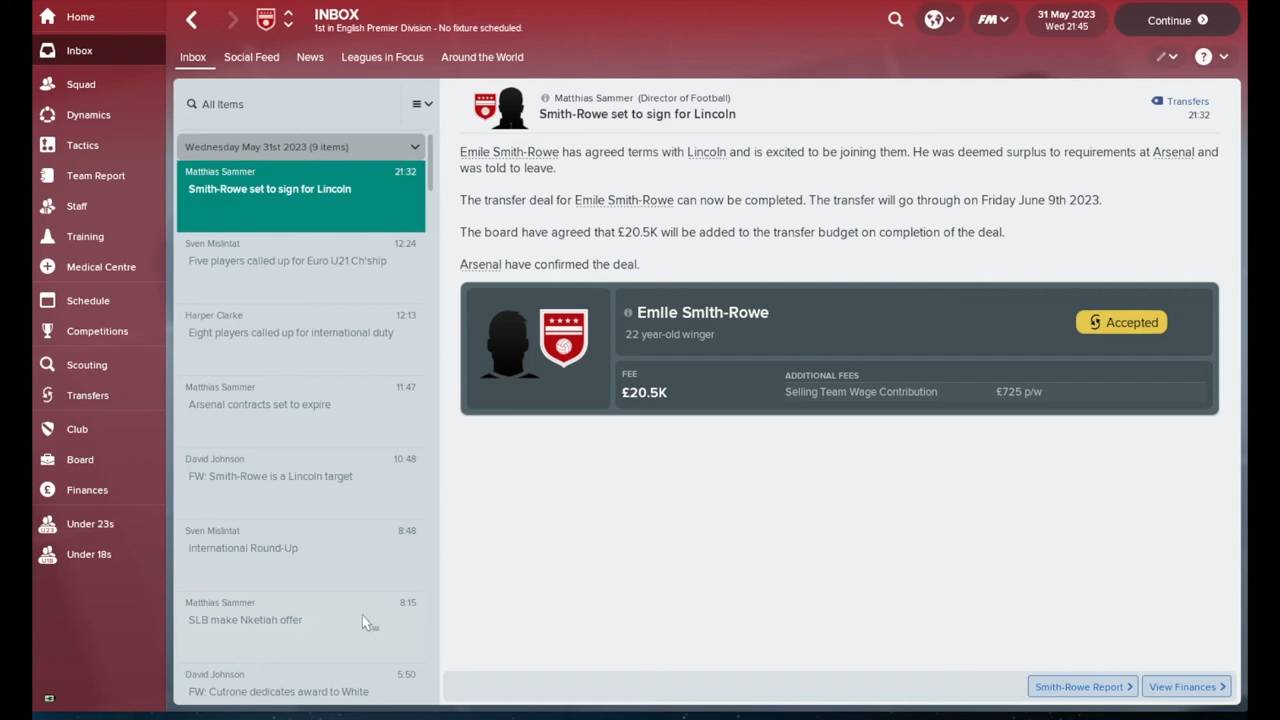 Home
INBOX
1st in English Premier Division - No fixture scheduled.
FM
31 May 2023
Wed 21:45
Continue
Inbox
Squad
Dynamics
Tactics
Team Report
Staff
Training
Medical Centre
Schedule
Competitions
Scouting
Transfers
Club
Board
Finances
U23
Under 23s
U18
Under 18s
Inbox
Social Feed
News
Leagues in Focus
Around the World
?
All Items
Wednesday May 31st 2023 (9 items)
Matthias Sammer 21:32
Smith-Rowe set to sign for Lincoln
Sven Mislintat 12:24
Five players called up for Euro U21 Ch'ship
Harper Clarke 12:13
Eight players called up for international duty
Matthias Sammer 11:47
Arsenal contracts set to expire
David Johnson 10:48
FW: Smith-Rowe is a Lincoln target
Sven Mislintat 8:48
International Round-Up
Matthias Sammer 8:15
SLB make Nketiah offer
David Johnson 5:50
FW: Cutrone dedicates award to White
Matthias Sammer (Director of Football)
Smith-Rowe set to sign for Lincoln
Transfers
21:32
Emile Smith-Rowe has agreed terms with Lincoln and is excited to be joining them. He was deemed surplus to requirements at Arsenal and
was told to leave.
The transfer deal for Emile Smith-Rowe can now be completed. The transfer will go through on Friday June 9th 2023.
The board have agreed that £20.5K will be added to the transfer budget on completion of the deal.
Arsenal have confirmed the deal.
Emile Smith-Rowe
22 year-old winger
Accepted
FEE
£20.5K
ADDITIONAL FEES
Selling Team Wage Contribution £725 p/w
Smith-Rowe Report
View Finances